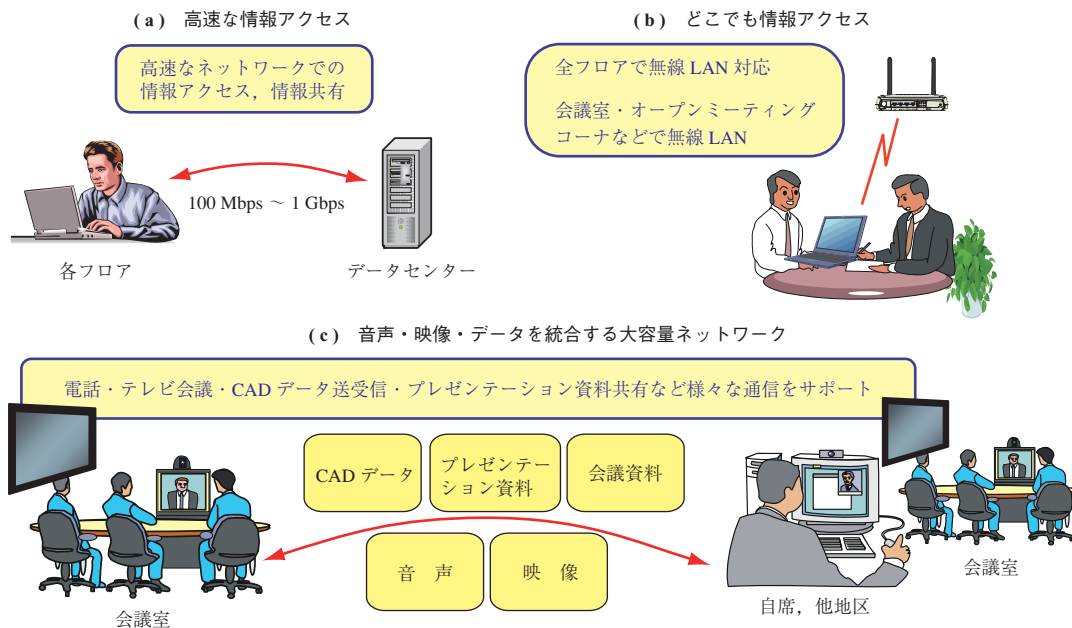 (a) 高速な情報アクセス
高速なネットワークでの
情報アクセス，情報共有
100 Mbps ～ 1 Gbps
各フロア
データセンター
(b) どこでも情報アクセス
全フロアで無線 LAN 対応
会議室・オープンミーティング
コーナなどで無線 LAN
(c) 音声・映像・データを統合する大容量ネットワーク
電話・テレビ会議・CAD データ送受信・プレゼンテーション資料共有など様々な通信をサポート
CAD データ
プレゼンテー
ション資料
会議資料
音　声
映　像
会議室
自席，他地区
会議室